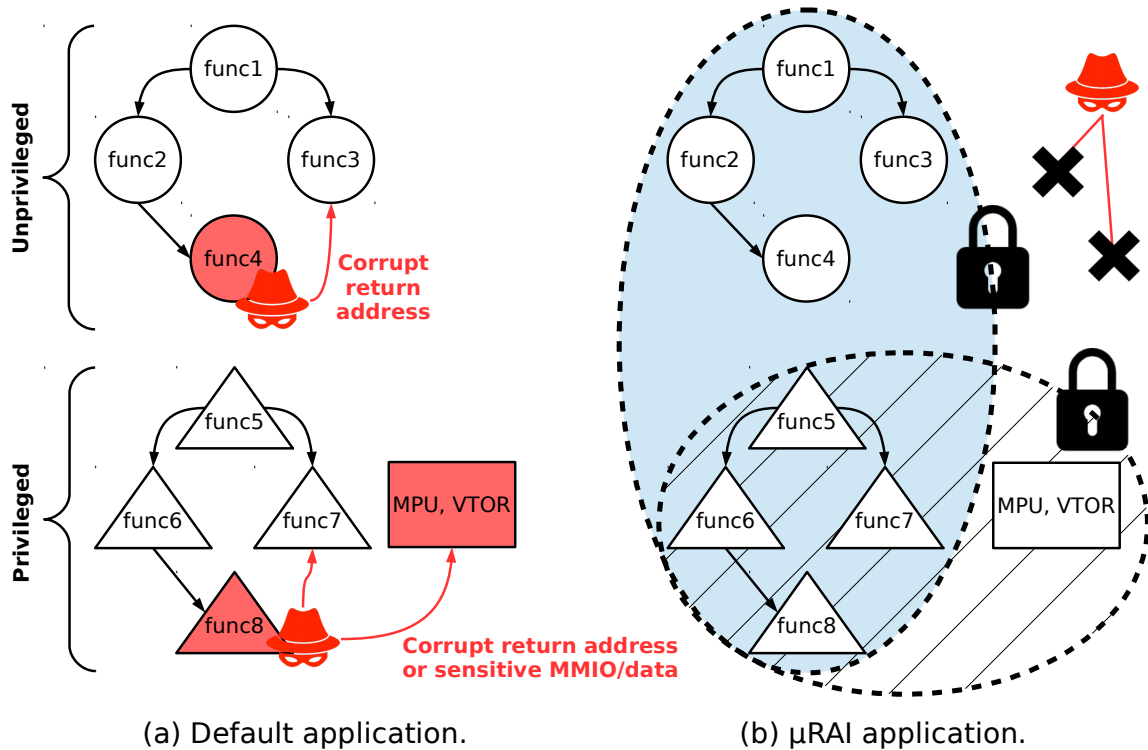 Unprivileged
func1
func2
func3
func4
Corrupt
return
address
Privileged
func5
func6
func7
MPU, VTOR
func8
Corrupt return address
or sensitive MMIO/data
(a) Default application.
func1
func2
func3
func4
func5
func6
func7
MPU, VTOR
func8
(b) µRAI application.